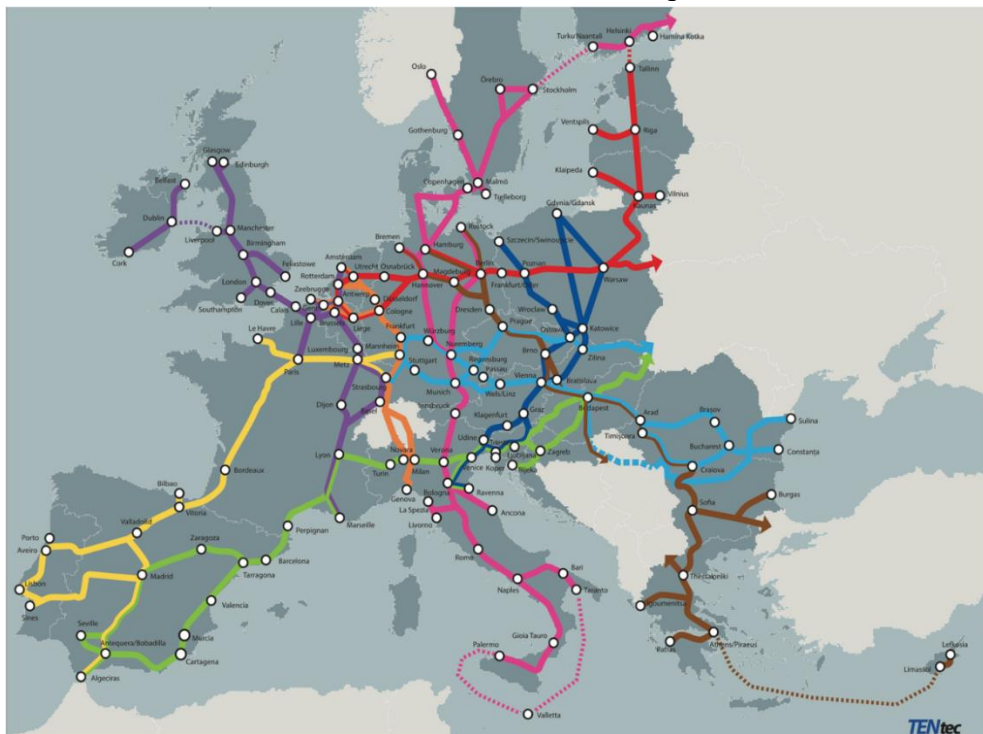 Turku/Naantali
Helsinki
Hamina Kotka
Tallinn
Oslo
Örebro
Stockholm
Ventspils
Riga
Gothenburg
Glasgow
Edinburgh
Klaipeda
Vilnius
Kaunas
Belfast
Copenhagen
Malmö
Trelleborg
Gdynia/Gdansk
Dublin
Liverpool
Manchester
Bremen
Rostock
Szczecin/Swinoujscie
Hamburg
Cork
Birmingham
Felixstowe
Amsterdam
Utrecht
Osnabrück
Berlin
Poznan
Rotterdam
Magdeburg
Hannover
Frankfurt/Oder
Warsaw
London
Zeebrugge
Southampton
Dover
Calais
Antwerp
Düsseldorf
Cologne
Dresden
Wroclaw
Lille
Brussels
Liège
Prague
Ostrava
Katowice
Le Havre
Frankfurt
Würzburg
Luxembourg
Mannheim
Nuremberg
Brno
Zilina
Paris
Metz
Stuttgart
Regensburg
Passau
Strasbourg
Munich
Wels/Linz
Vienna
Bratislava
Dijon
Basel
Innsbruck
Klagenfurt
Graz
Budapest
Arad
Brașov
Sulina
Udine
Timișoara
Lyon
Novara
Verona
Ljubljana
Zagreb
Bucharest
Constanța
Turin
Milan
Venice
Koper
Rijeka
Craiova
Bordeaux
Genova
Bologna
Ravenna
Bilbao
Vitoria
La Spezia
Livorno
Ancona
Sofia
Burgas
Marseille
Perpignan
Porto
Valladolid
Aveiro
Zaragoza
Roma
Madrid
Barcelona
Tarragona
Bari
Naples
Taranto
Thessaloniki
Lisbon
Valencia
Igoumenitsa
Sines
Seville
Murcia
Palermo
Gioia Tauro
Patras
Athens/Piraeus
Antequera/Bobadilla
Cartagena
Lefkosia
Limassol
Algeciras
Valletta
TENtec